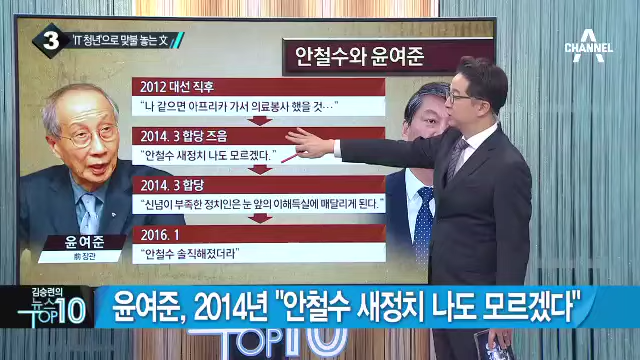 3
'IT 청년'으로 맞불 놓는 文
CHANNEL A
안철수와 윤여준
2012 대선 직후
“나 같으면 아프리카 가서 의료봉사 했을 것…”
2014. 3 합당 즈음
“안철수 새정치 나도 모르겠다.”
2014. 3 합당
“신념이 부족한 정치인은 눈 앞의 이해득실에 매달리게 된다.”
2016. 1
“안철수 솔직해졌더라”
윤여준
前 장관
김승련의
뉴스
TOP10
윤여준, 2014년 "안철수 새정치 나도 모르겠다"
TOP10